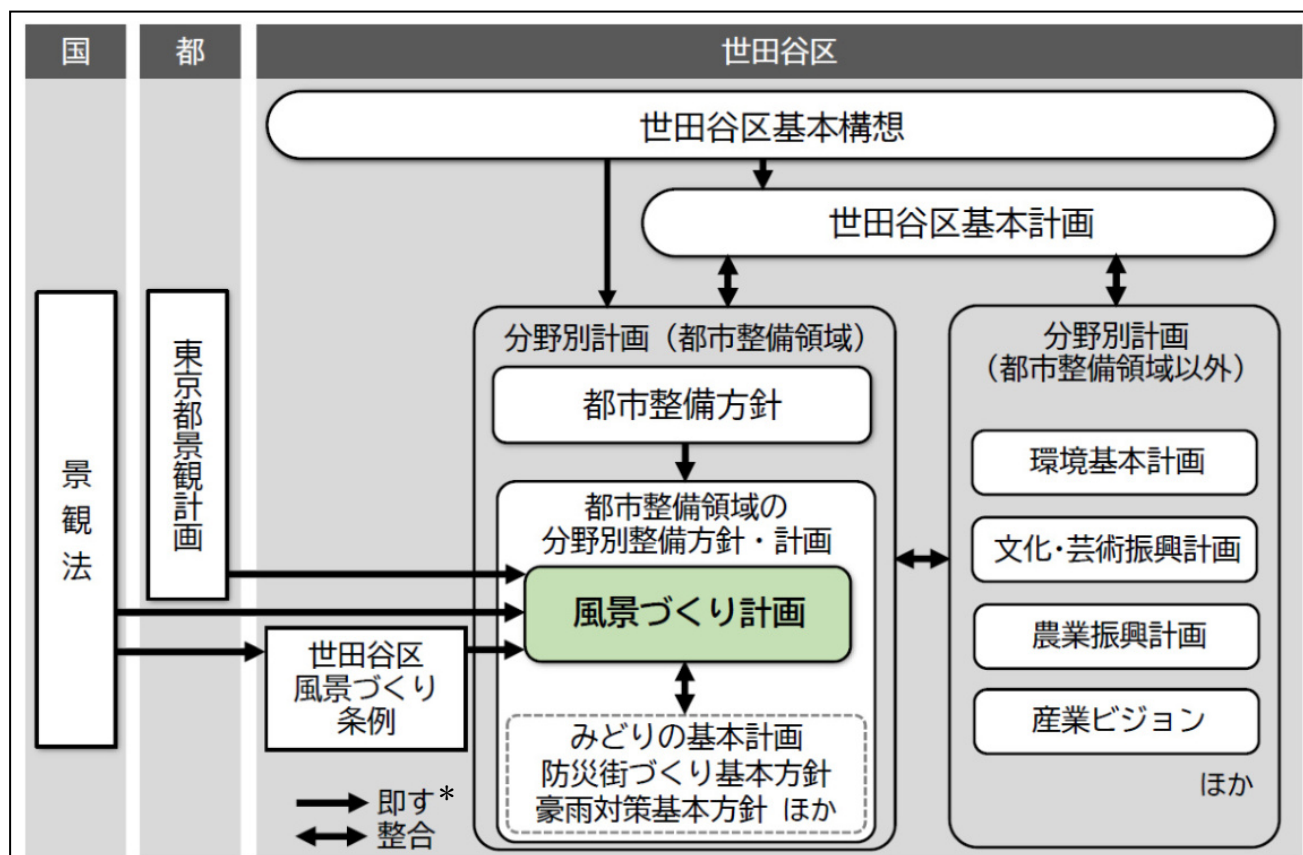 国
都
世田谷区
世田谷区基本構想
世田谷区基本計画
景観法
東京都景観計画
世田谷区
風景づくり
条例
分野別計画（都市整備領域）
都市整備方針
都市整備領域の
分野別整備方針・計画
風景づくり計画
みどりの基本計画
防災街づくり基本方針
豪雨対策基本方針 ほか
分野別計画
（都市整備領域以外）
環境基本計画
文化・芸術振興計画
農業振興計画
産業ビジョン
ほか
即す*
整合